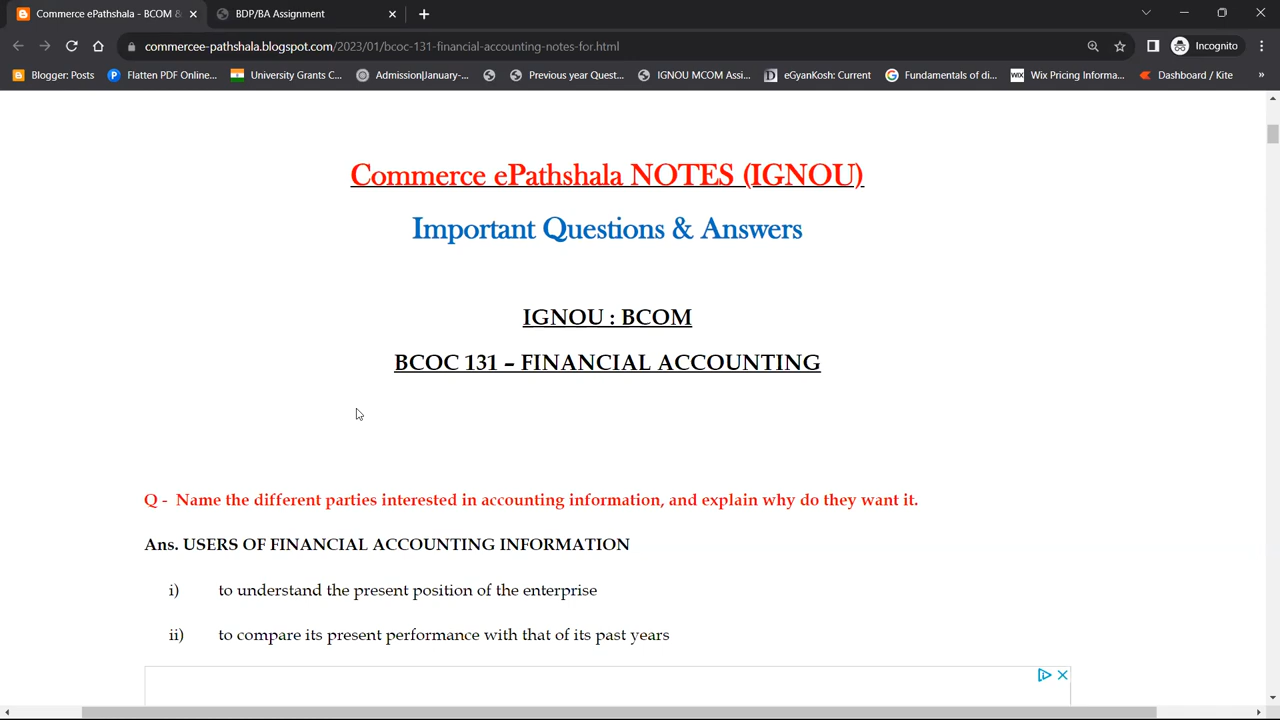 Commerce ePathshala - BCOM &
BDP/BA Assignment
commercee-pathshala.blogspot.com/2023/01/bcoc-131-financial-accounting-notes-for.html
Incognito
Blogger: Posts
Flatten PDF Online...
University Grants C...
Admission|January-...
Previous year Quest...
IGNOU MCOM Assi...
eGyanKosh: Current
Fundamentals of di...
Wix Pricing Informa...
Dashboard / Kite
»
Commerce ePathshala NOTES (IGNOU)
Important Questions & Answers
IGNOU : BCOM
BCOC 131 – FINANCIAL ACCOUNTING
Q - Name the different parties interested in accounting information, and explain why do they want it.
Ans. USERS OF FINANCIAL ACCOUNTING INFORMATION
i) to understand the present position of the enterprise
ii) to compare its present performance with that of its past years